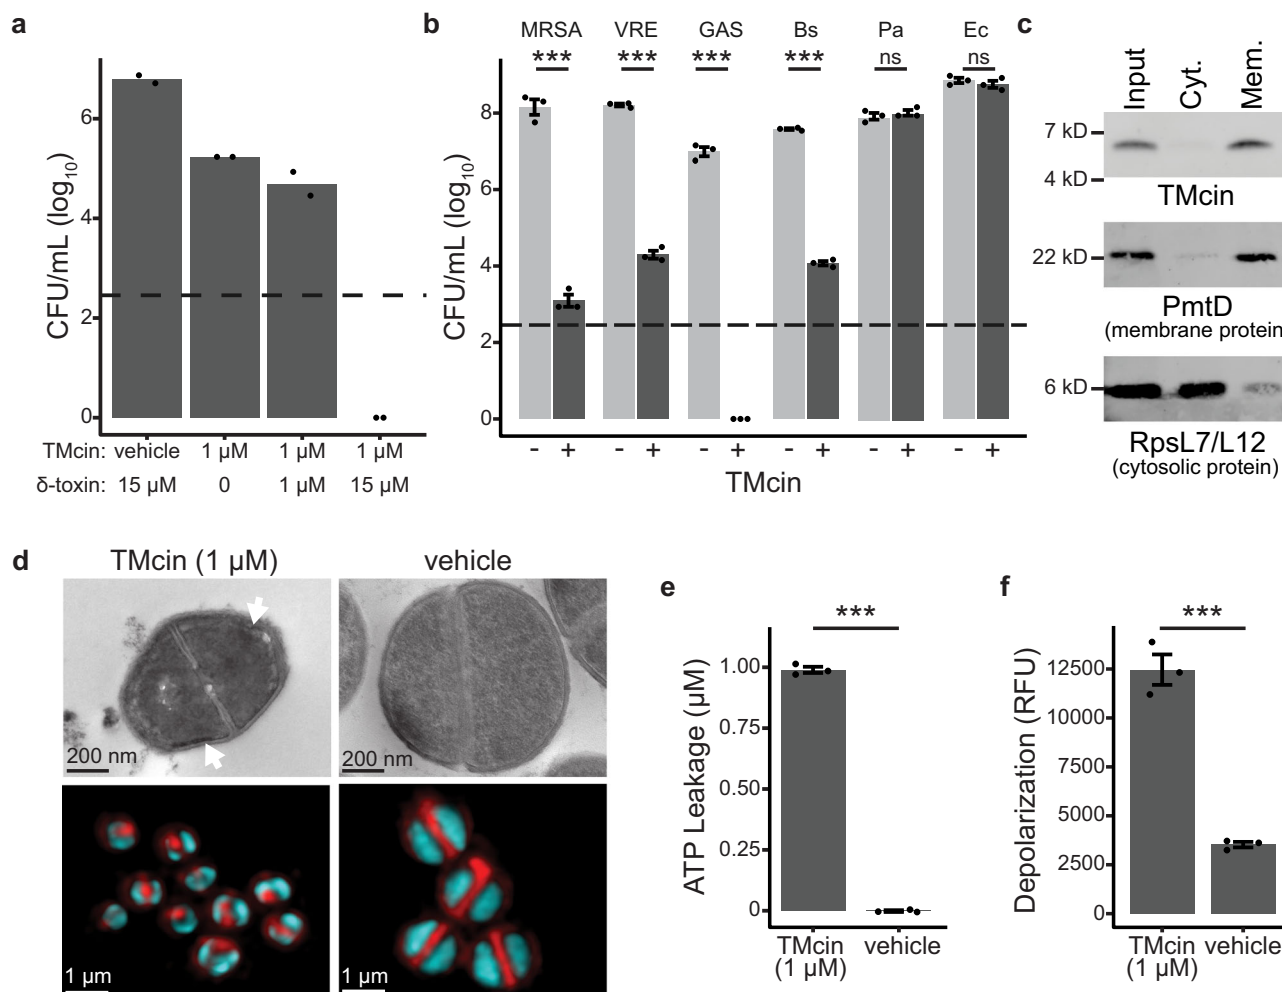 a
CFU/mL (log10)
6
4
2
0
TMcin: vehicle 1 µM 1 µM 1 µM
δ-toxin: 15 µM 0 1 µM 15 µM
b
MRSA VRE GAS Bs Pa Ec
*** *** *** *** ns ns
CFU/mL (log10)
8
6
4
2
0
- + - + - + - + - + - +
TMcin
c
Input Cyt. Mem.
7 kD
4 kD
TMcin
22 kD
PmtD
(membrane protein
6 kD
RpsL7/L12
(cytosolic protein)
d
TMcin (1 µM) vehicle
200 nm 200 nm
1 µm 1 µm
e
***
ATP Leakage (µM)
1.00
0.75
0.50
0.25
0
TMcin
(1 µM)
vehicle
f
***
Depolarization (RFU)
12500
10000
7500
5000
2500
0
TMcin
(1 µM)
vehicle